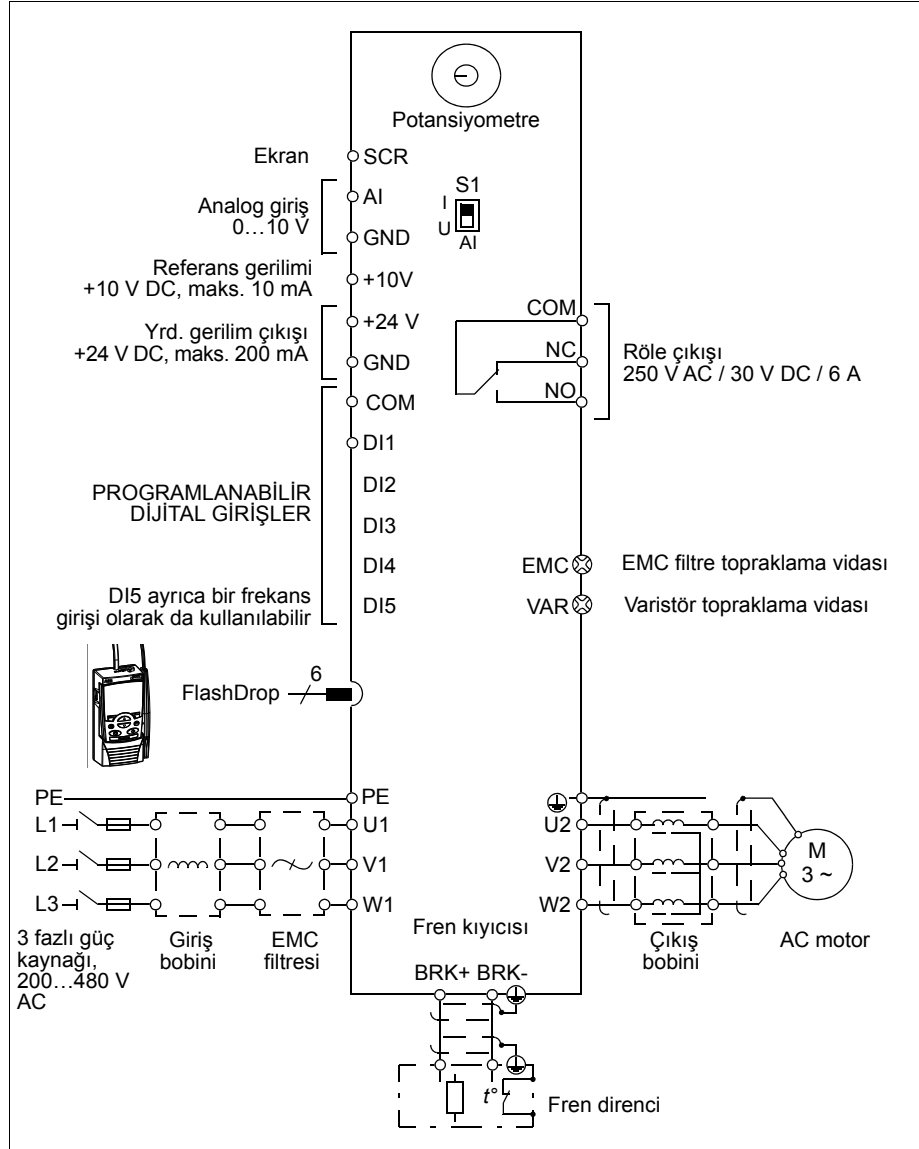 Potansiyometre
Ekran
SCR
S1
I
U
AI
Analog giriş
0…10 V
AI
GND
Referans gerilimi
+10 V DC, maks. 10 mA
+10V
Yrd. gerilim çıkışı
+24 V DC, maks. 200 mA
+24 V
GND
COM
NC
NO
Röle çıkışı
250 V AC / 30 V DC / 6 A
PROGRAMLANABİLİR
DİJİTAL GİRİŞLER
COM
DI1
DI2
DI3
DI4
DI5
DI5 ayrıca bir frekans
girişi olarak da kullanılabilir
EMC
EMC filtre topraklama vidası
VAR
Varistör topraklama vidası
FlashDrop
6
PE
PE
L1
U1
U2
L2
V1
V2
L3
W1
W2
M
3 ~
3 fazlı güç
kaynağı,
200…480 V
AC
Giriş
bobini
EMC
filtresi
Fren kıyıcısı
Çıkış
bobini
AC motor
BRK+ BRK-
t°
Fren direnci